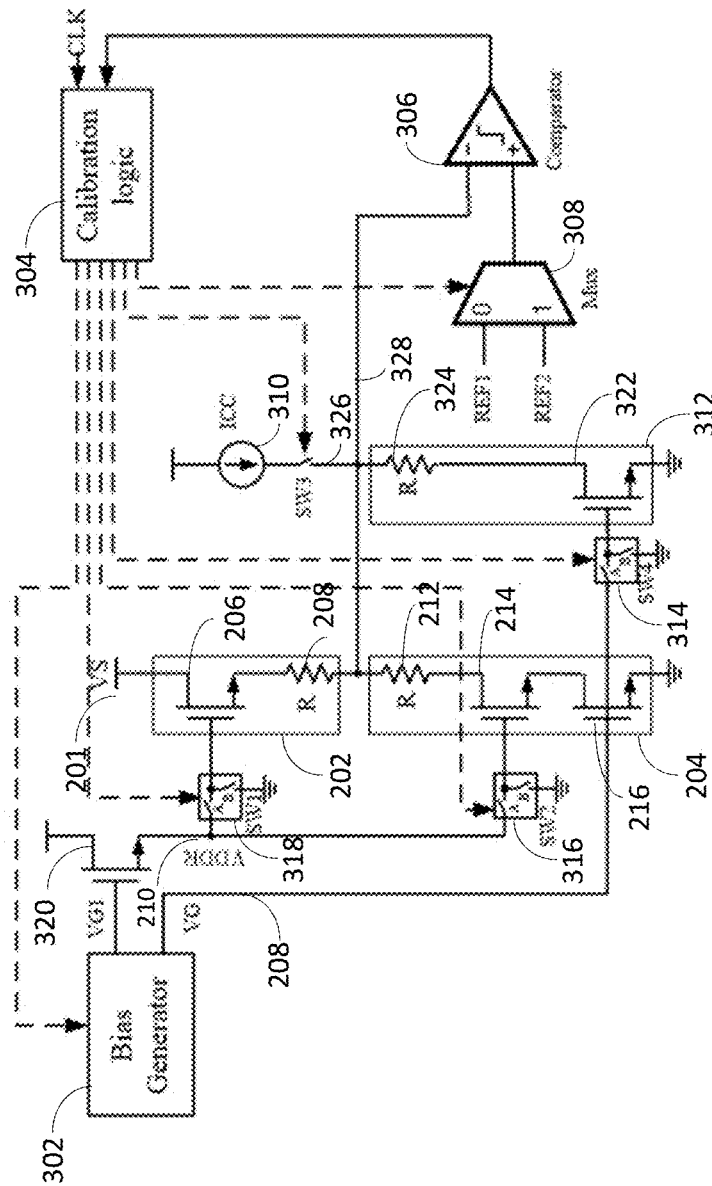 302
Bias
Generator
VG1
VG
320
208
210
VDDR
318
SW1
A
B
316
SW2
A
B
201
VS
206
208
R
202
212
R
214
216
204
304
Calibration
logic
CLK
ICC
310
SW3
326
328
324
R
322
312
314
SW4
A
B
REF1
REF2
0
1
Mux
308
306
-
+
Comparator